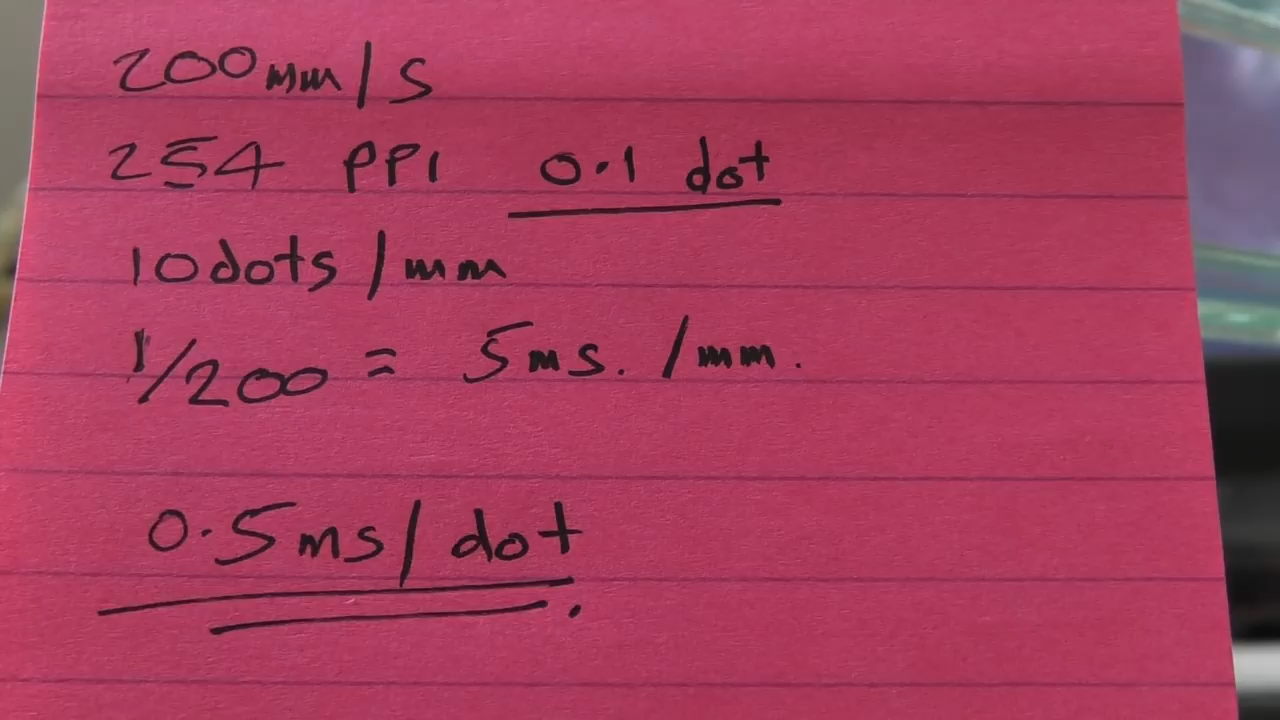 200mm/s
254 PPI 0.1 dot
10dots/mm
1/200 = 5ms. /mm.
0.5ms/dot.